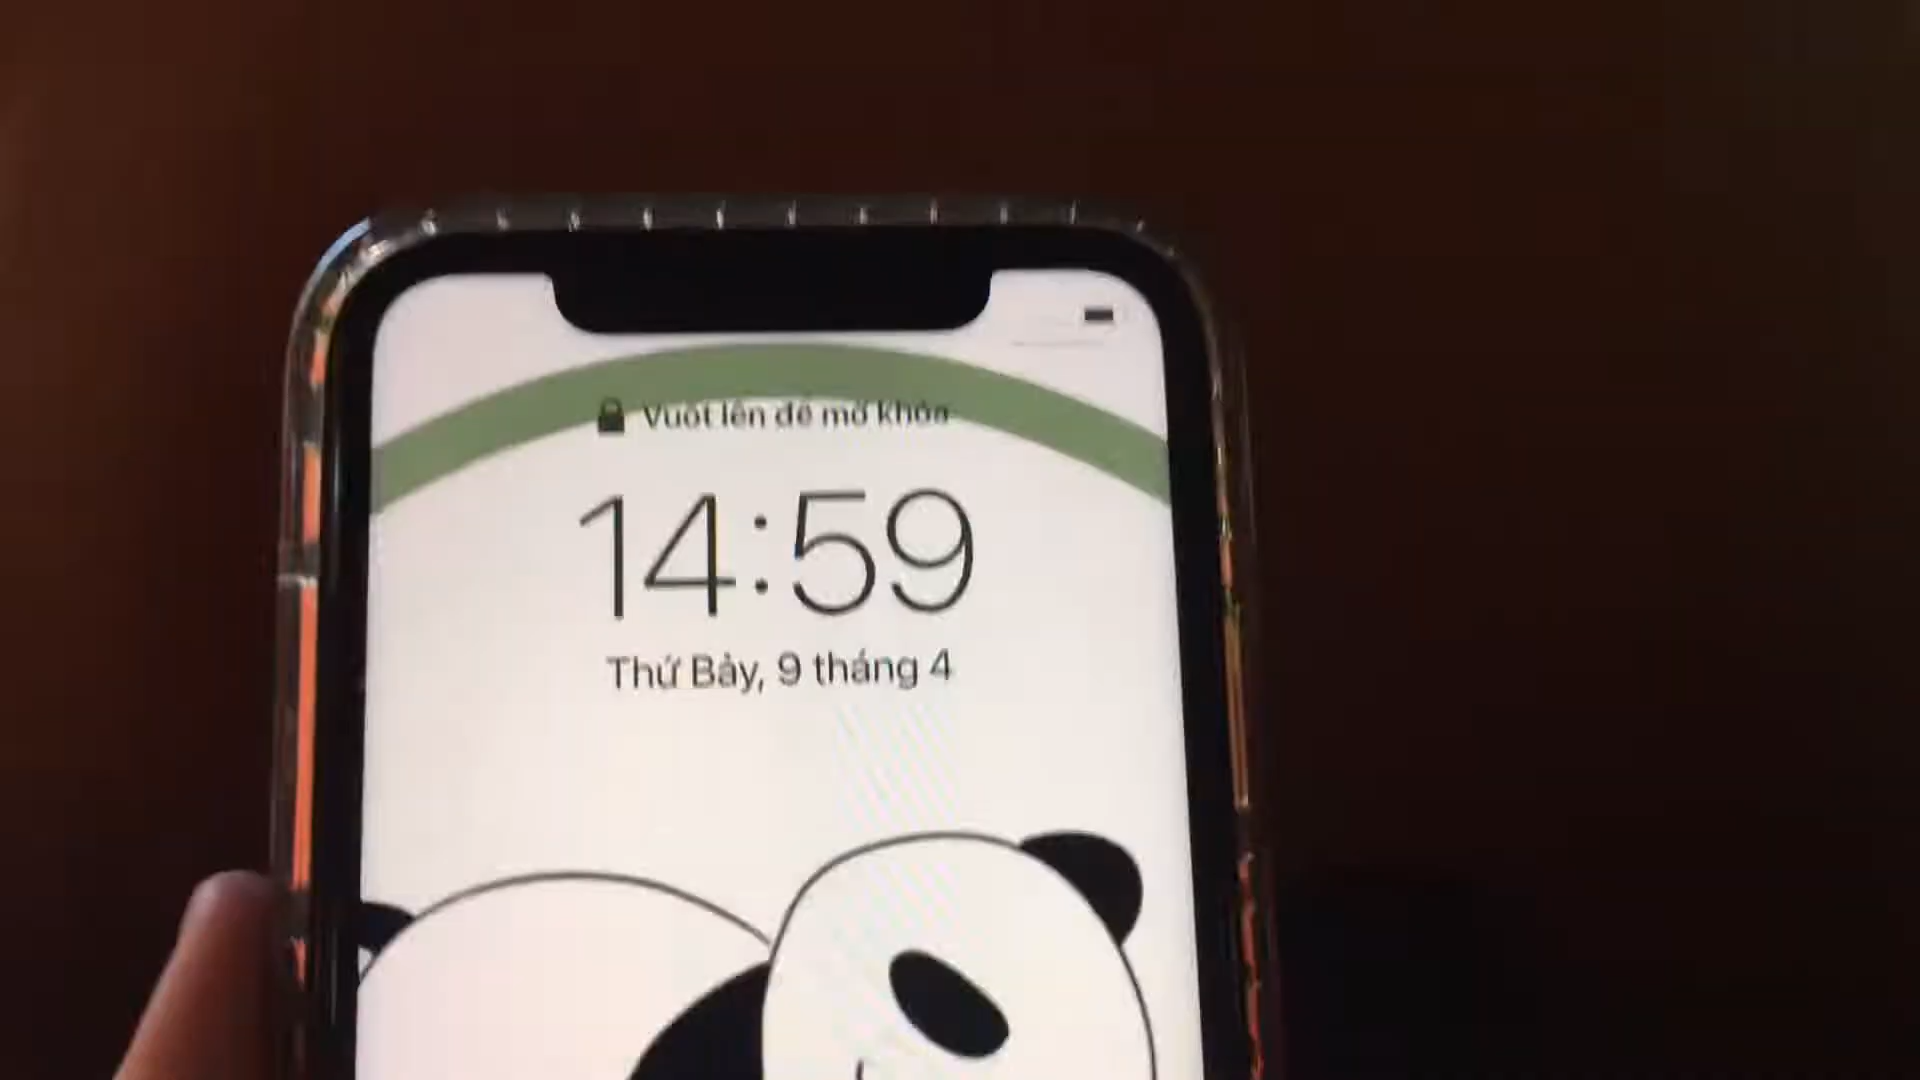 Vuốt lên để mở khóa
14:59
Thứ Bảy, 9 tháng 4